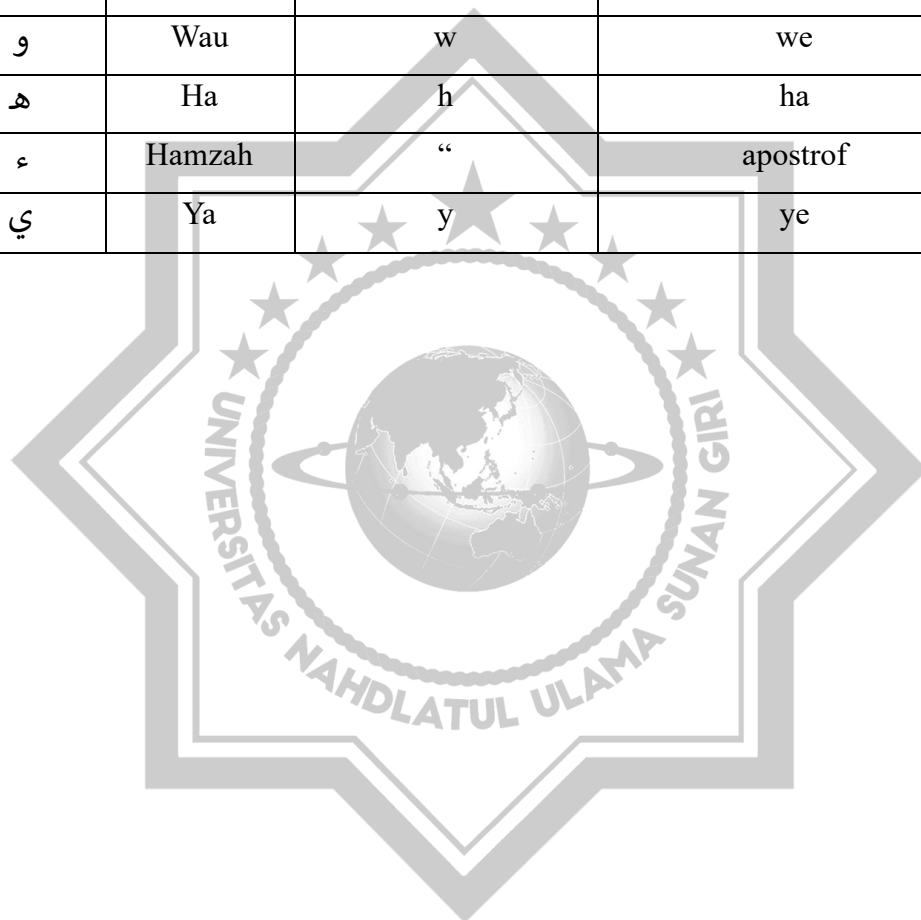 و Wau w we
ﻫ Ha h ha
ء Hamzah “ apostrof
ي Ya y ye
UNIVERSITAS NAHDLATUL ULAMA SUNAN GIRI